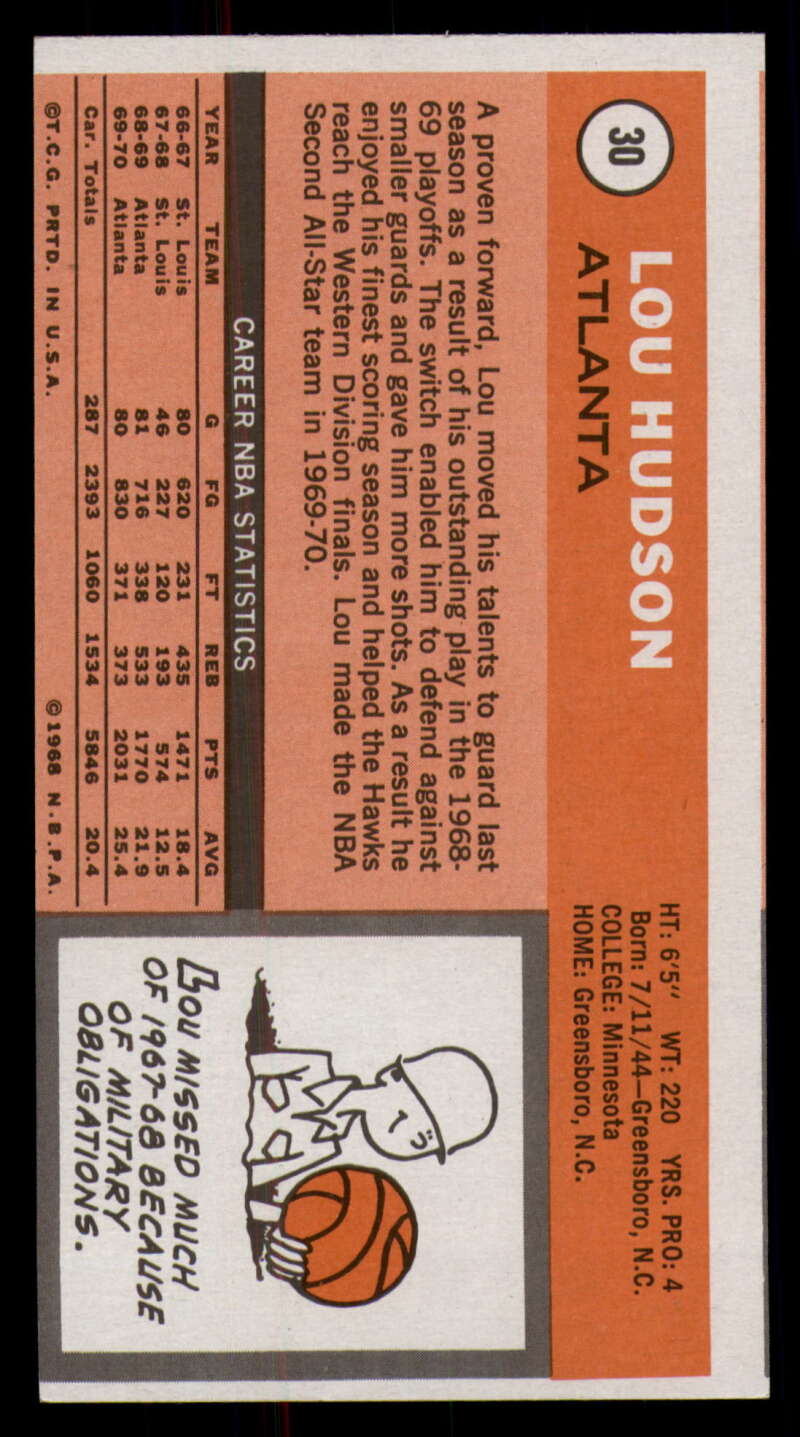 30
LOU HUDSON
ATLANTA
HT: 6'5" WT: 220 YRS. PRO: 4
Born: 7/11/44—Greensboro, N.C.
COLLEGE: Minnesota
HOME: Greensboro, N.C.
A proven forward, Lou moved his talents to guard last
season as a result of his outstanding play in the 1968-
69 playoffs. The switch enabled him to defend against
smaller guards and gave him more shots. As a result he
enjoyed his finest scoring season and helped the Hawks
reach the Western Division finals. Lou made the NBA
Second All-Star team in 1969-70.
CAREER NBA STATISTICS
YEAR TEAM G FG FT REB PTS AVG
66-67 St. Louis 80 620 231 435 1471 18.4
67-68 St. Louis 46 227 120 193 574 12.5
68-69 Atlanta 81 716 338 533 1770 21.9
69-70 Atlanta 80 830 371 373 2031 25.4
Car. Totals 287 2393 1060 1534 5846 20.4
©T.C.G. PRTD. IN U.S.A. ©1968 N.B.P.A.
LOU MISSED MUCH
OF 1967-68 BECAUSE
OF MILITARY
OBLIGATIONS.